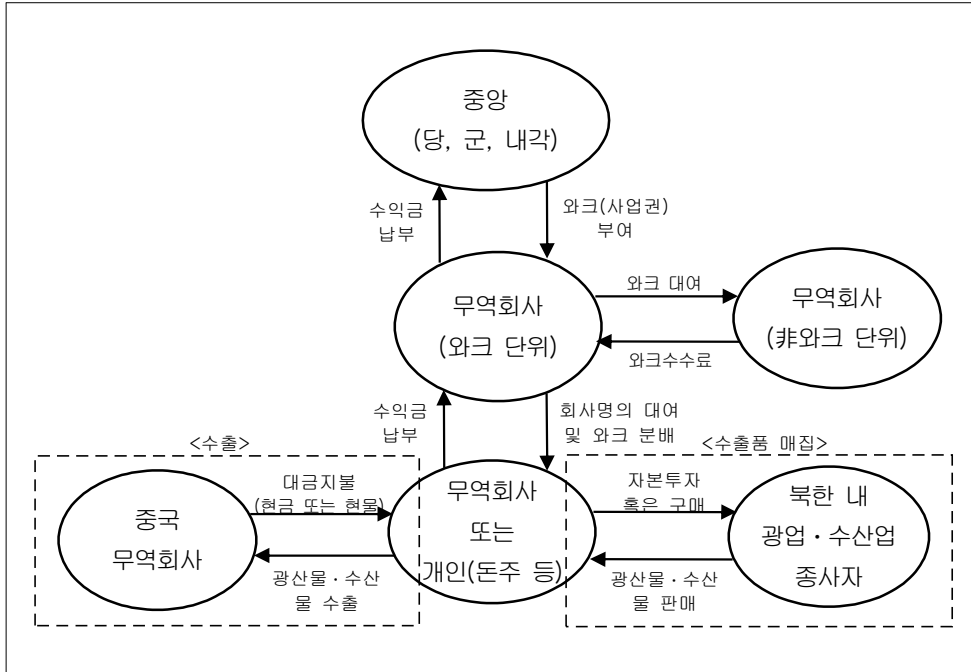 중앙
(당, 군, 내각)
수익금
납부
와크(사업권)
부여
무역회사
(와크 단위)
와크 대여
와크수수료
무역회사
(非와크 단위)
수익금
납부
회사명의 대여
및 와크 분배
<수출>
<수출품 매집>
중국
무역회사
대금지불
(현금 또는 현물)
광산물·수산
물 수출
무역회사
또는
개인(돈주 등)
자본투자
혹은 구매
광산물·수산
물 판매
북한 내
광업·수산업
종사자